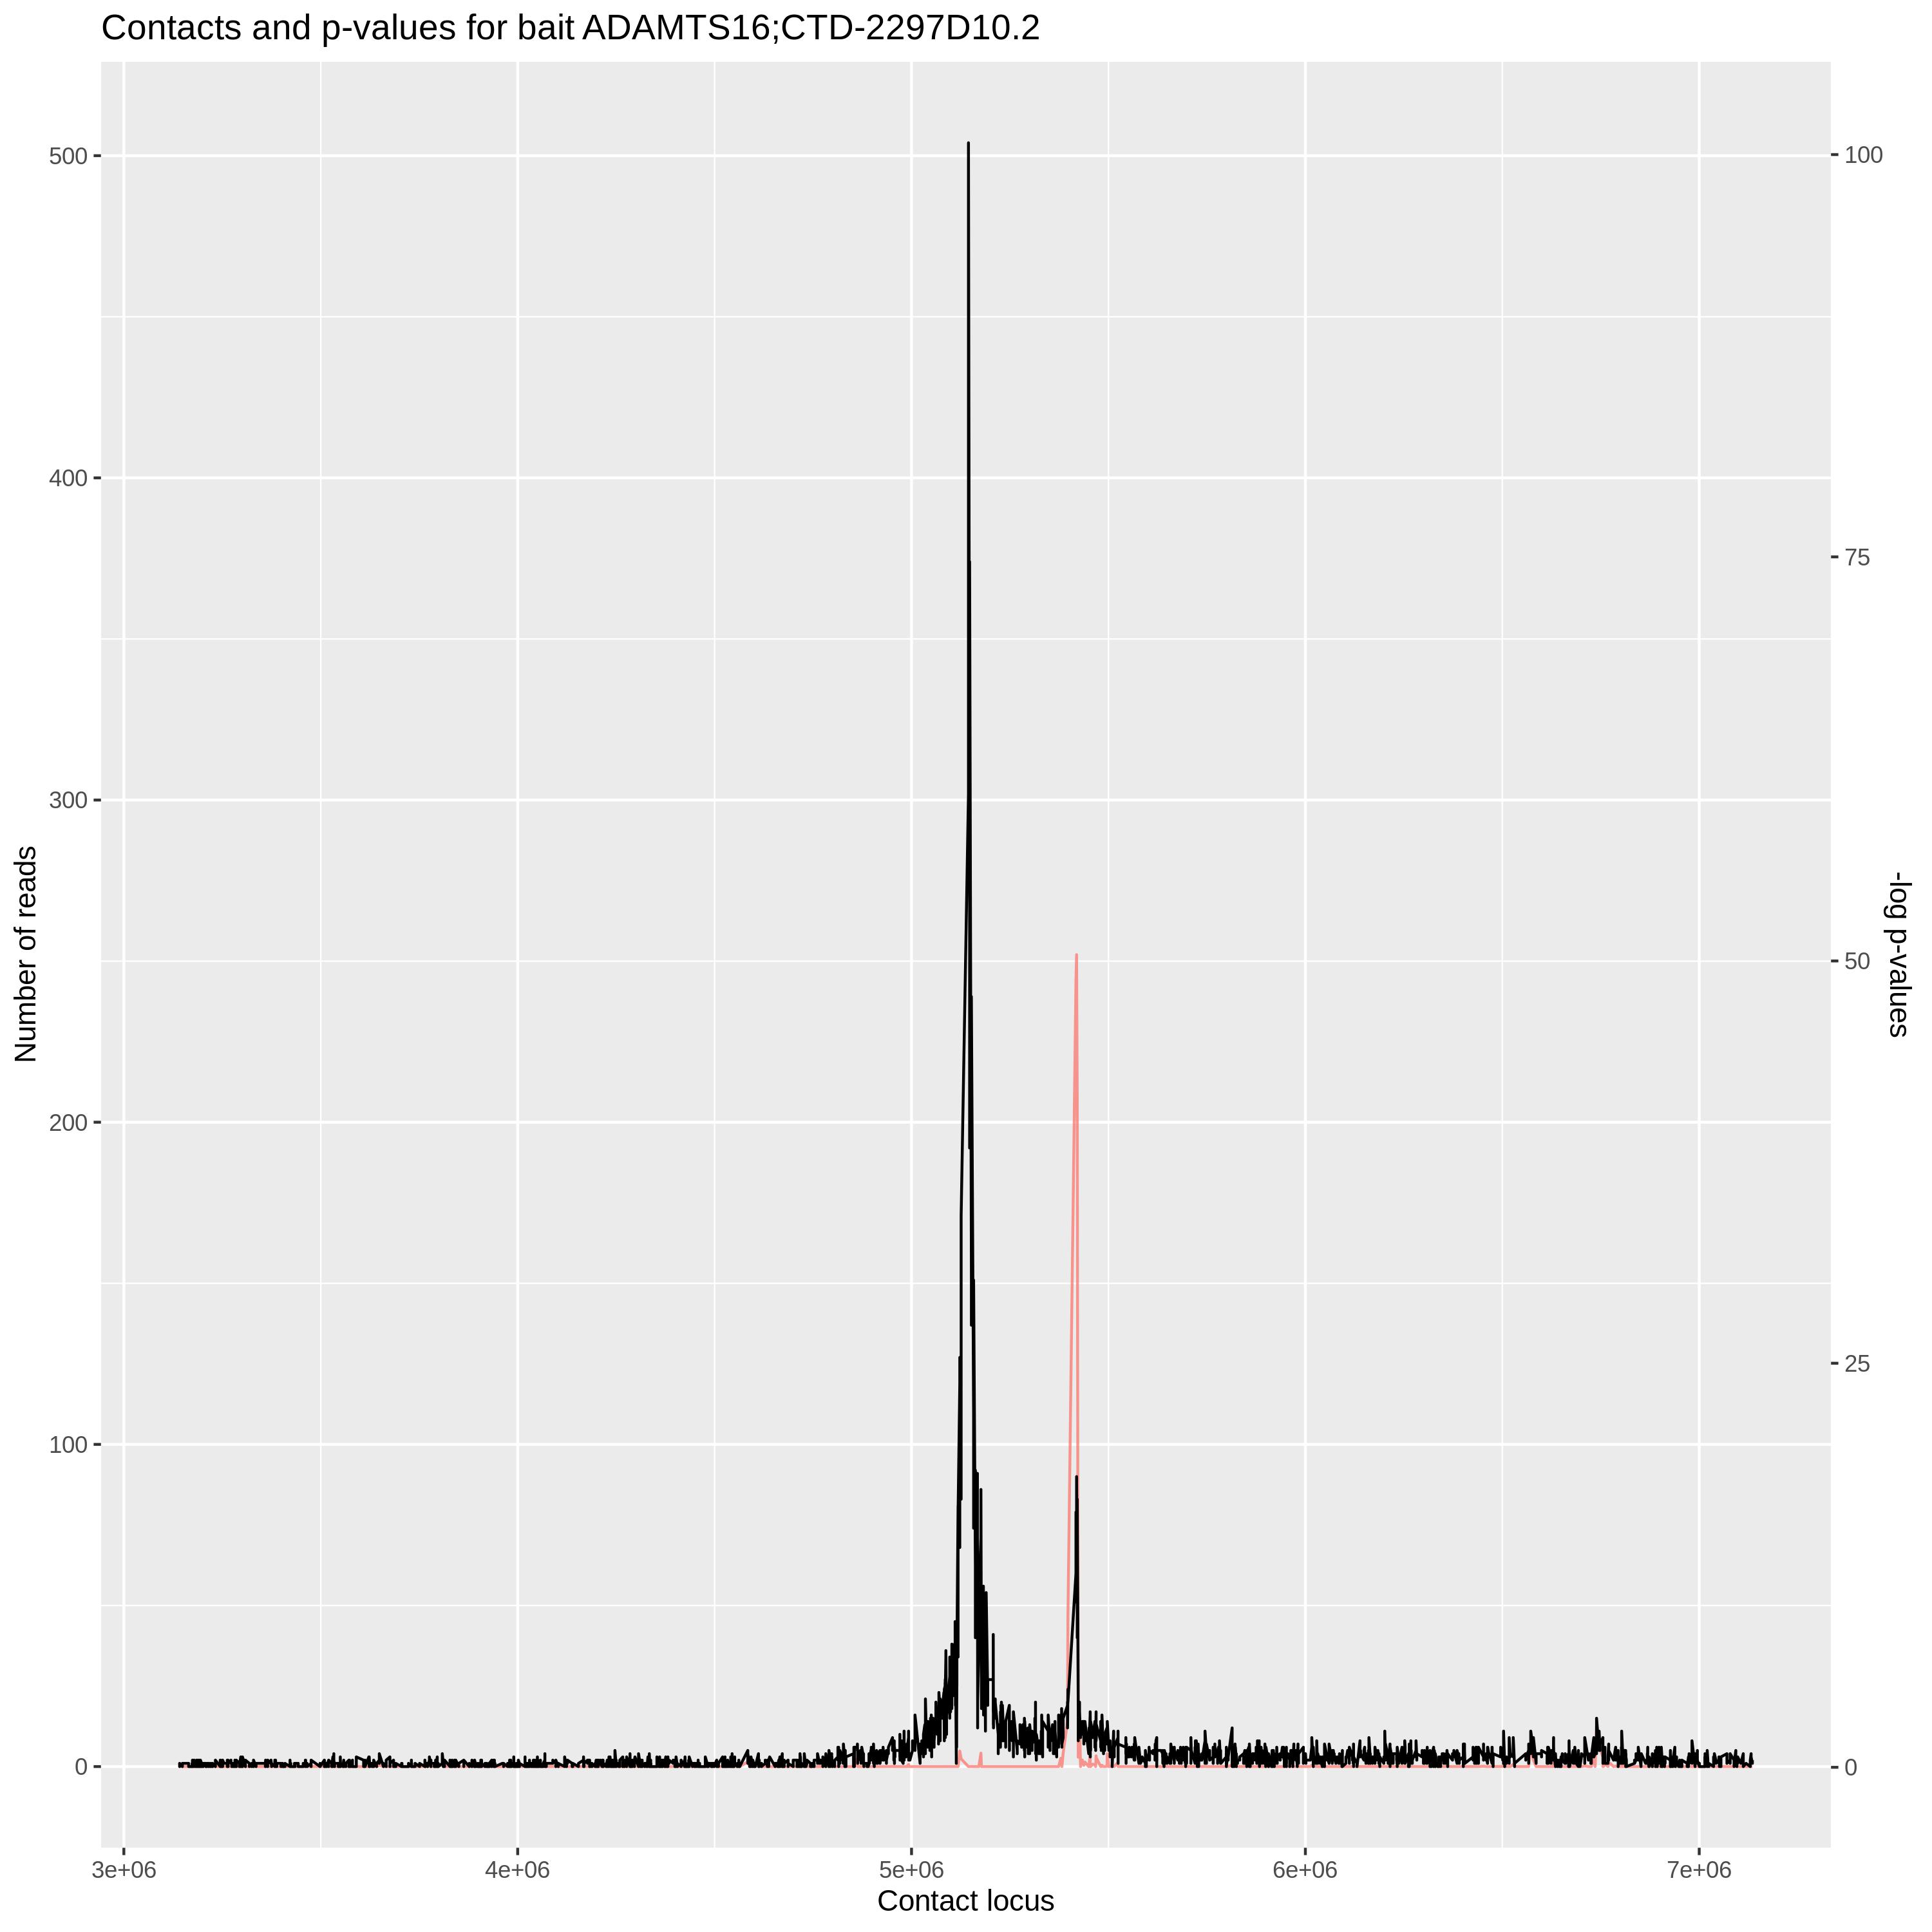 Contacts and p-values for bait ADAMTS16;CTD-2297D10.2
500
400
300
200
100
0
Number of reads
100
75
50
25
0
-log p-values
3e+06
4e+06
5e+06
6e+06
7e+06
Contact locus